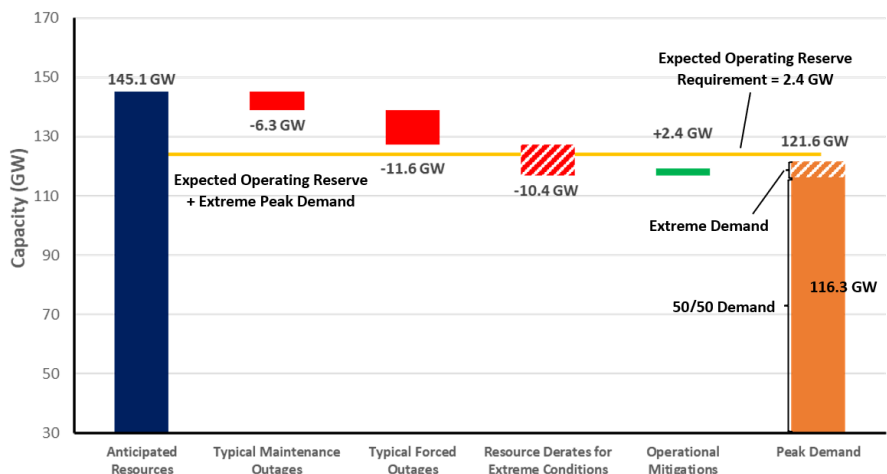 170
150
130
110
90
70
50
30
Capacity (GW)
145.1 GW
-6.3 GW
-11.6 GW
-10.4 GW
+2.4 GW
121.6 GW
116.3 GW
Expected Operating Reserve
Requirement = 2.4 GW
Expected Operating Reserve
+ Extreme Peak Demand
Extreme Demand
50/50 Demand
Anticipated
Resources
Typical Maintenance
Outages
Typical Forced
Outages
Resource Derates for
Extreme Conditions
Operational
Mitigations
Peak Demand